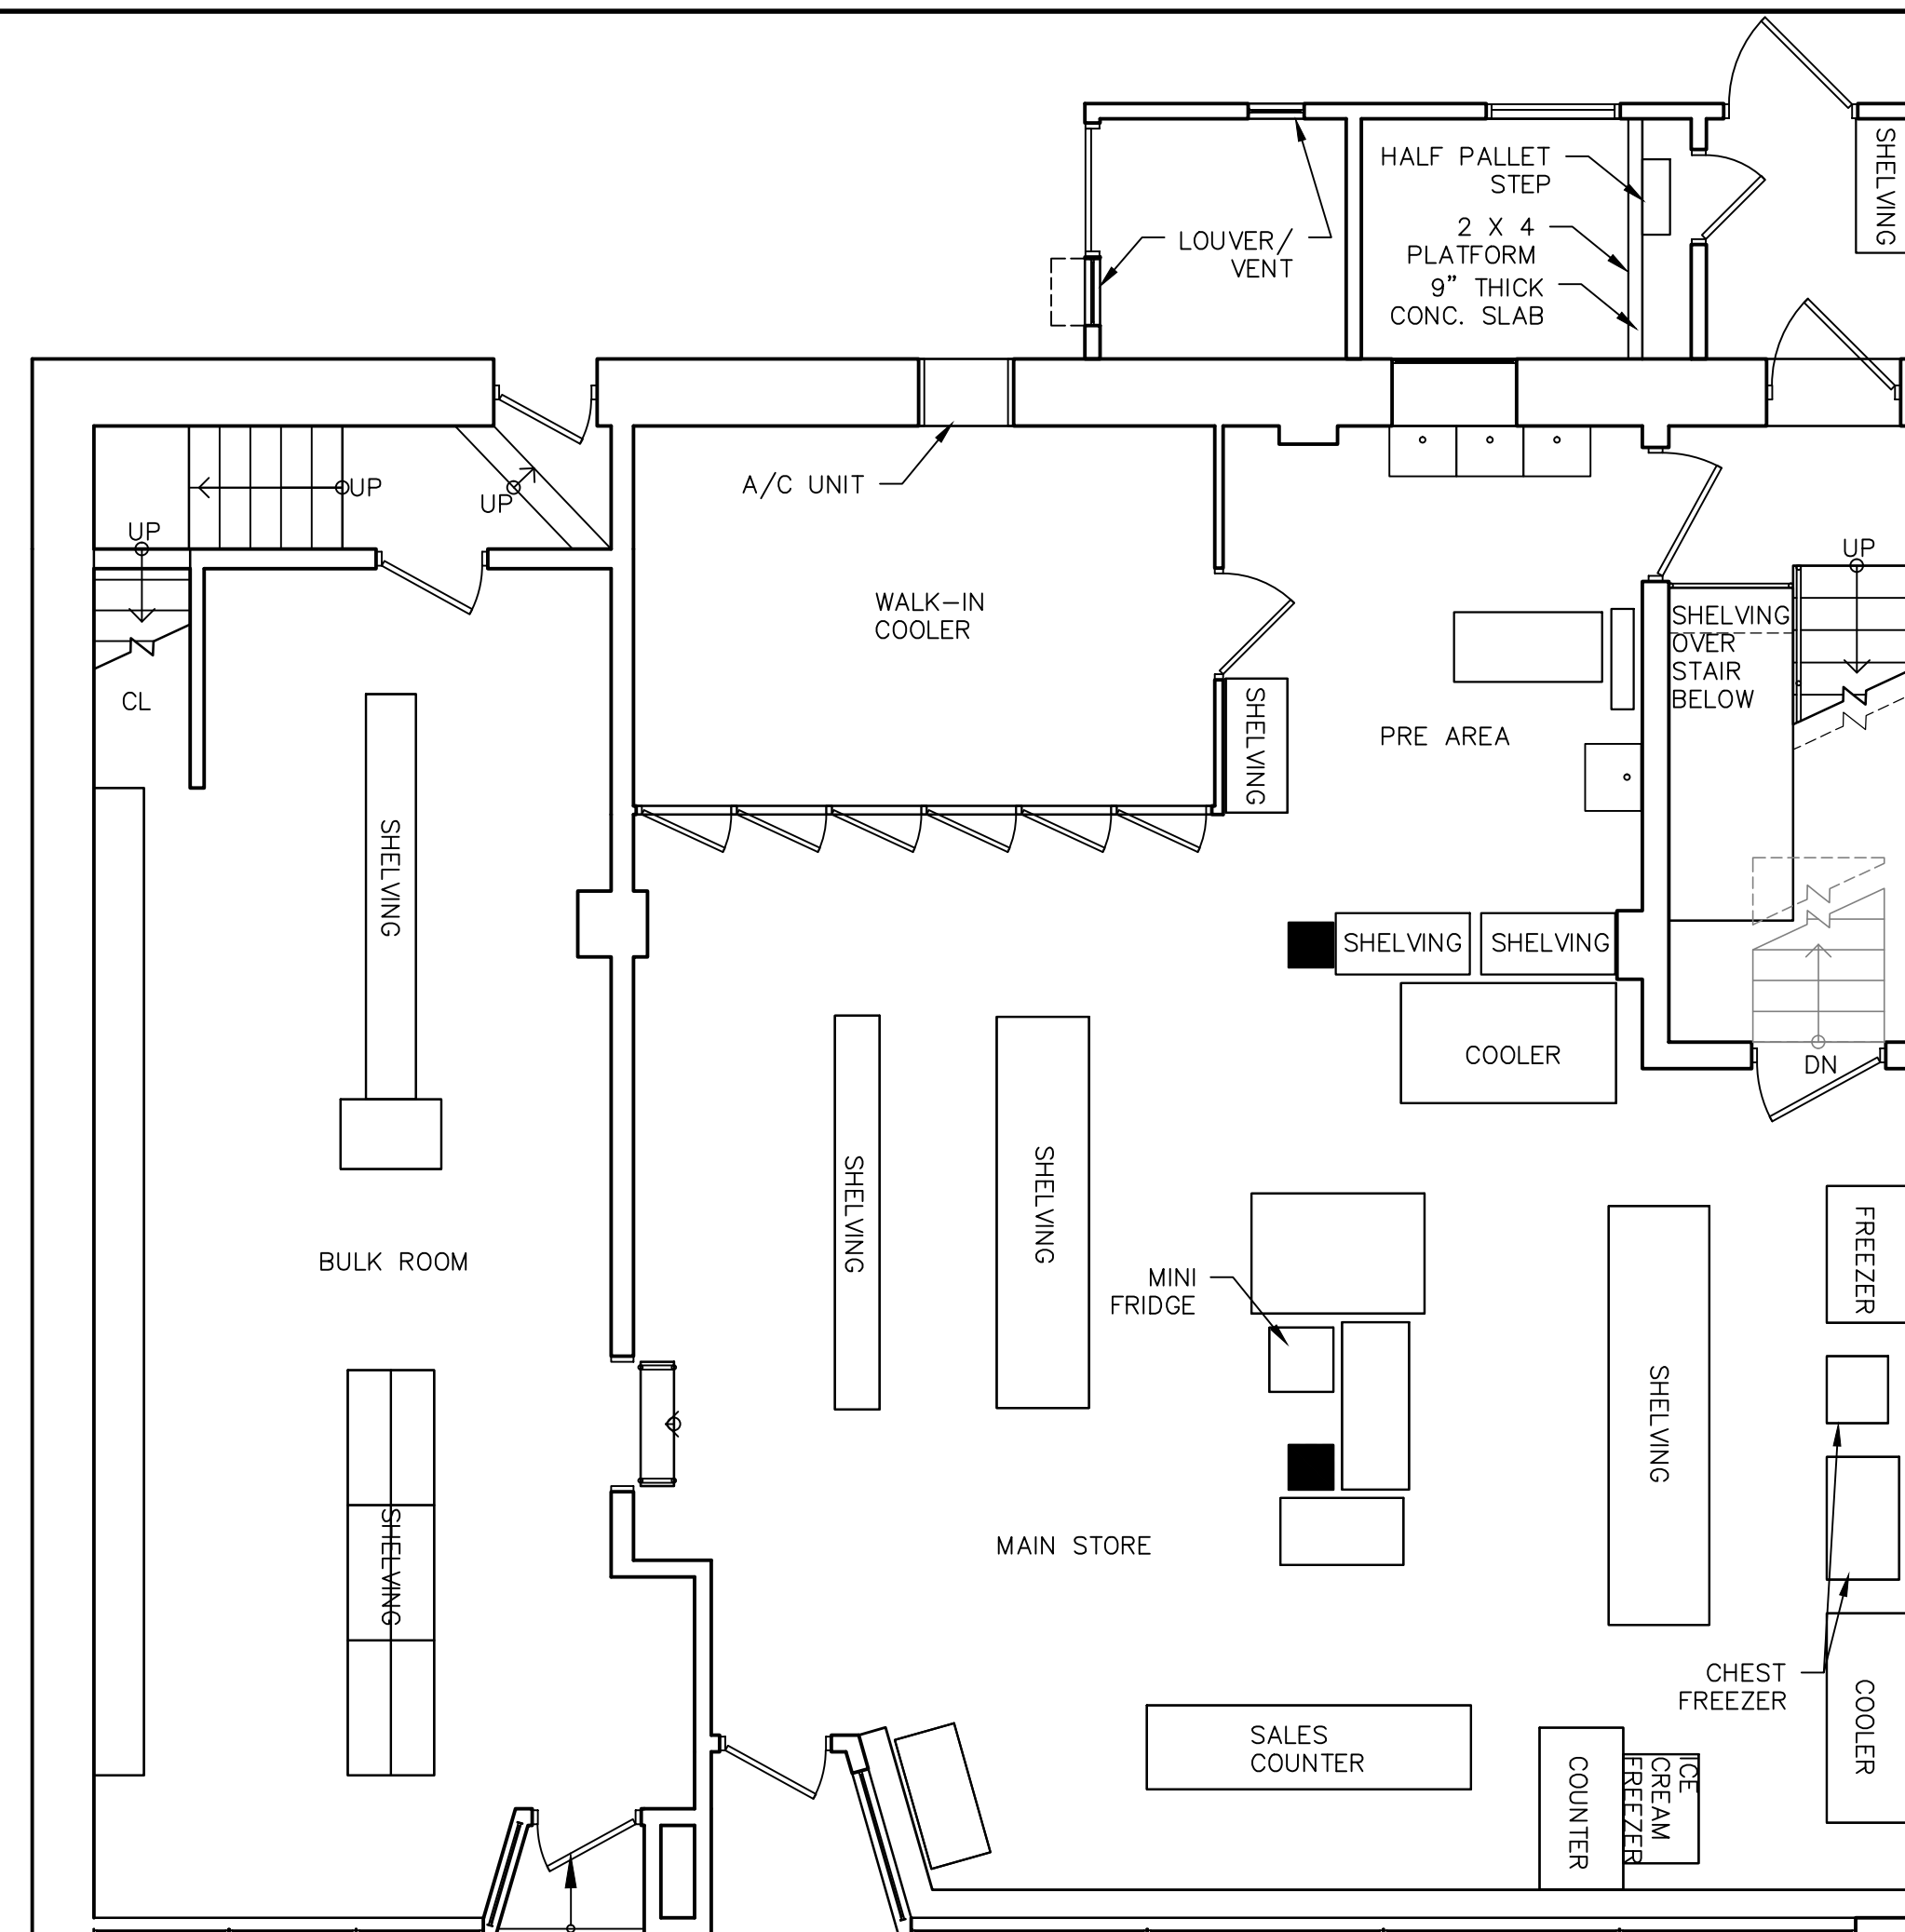 SHELVING
HALF PALLET
STEP
2 X 4
PLATFORM
9" THICK
CONC. SLAB
LOUVER/
VENT
A/C UNIT
UP
UP
UP
UP
WALK-IN
COOLER
SHELVING
OVER
STAIR
BELOW
CL
SHELVING
PRE AREA
SHELVING
SHELVING
SHELVING
COOLER
DN
SHELVING
SHELVING
BULK ROOM
MINI
FRIDGE
FREEZER
SHELVING
SHELVING
MAIN STORE
CHEST
FREEZER
COOLER
SALES
COUNTER
COUNTER
ICE
CREAM
FREEZER